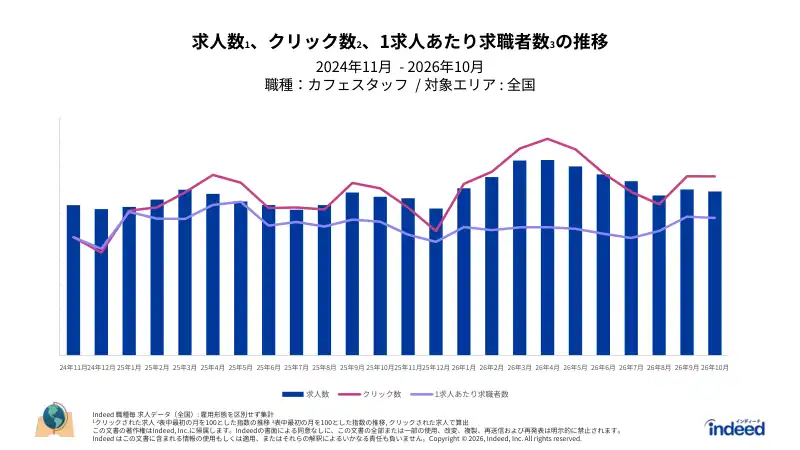 求人数1、クリック数2、1求人あたり求職者数3の推移
2024年11月 - 2026年10月
職種：カフェスタッフ / 対象エリア : 全国
24年11月 24年12月 25年1月 25年2月 25年3月 25年4月 25年5月 25年6月 25年7月 25年8月 25年9月 25年10月 25年11月 25年12月 26年1月 26年2月 26年3月 26年4月 26年5月 26年6月 26年7月 26年8月 26年9月 26年10月
求人数 クリック数 1求人あたり求職者数
Indeed 職種毎 求人データ（全国）: 雇用形態を区別せず集計
¹クリックされた求人 ²表中最初の月を100とした指数の推移 ³表中最初の月を100とした指数の推移, クリックされた求人で算出
この文書の著作権はIndeed, Inc.に帰属します。Indeedの書面による同意なしに、この文書の全部または一部の使用、改変、複製、再送信および再発表は明示的に禁止されます。
Indeed はこの文書に含まれる情報の使用もしくは適用、またはそれらの解釈によるいかなる責任も負いません。Copyright © 2026, Indeed, Inc. All rights reserved.
インディード
indeed